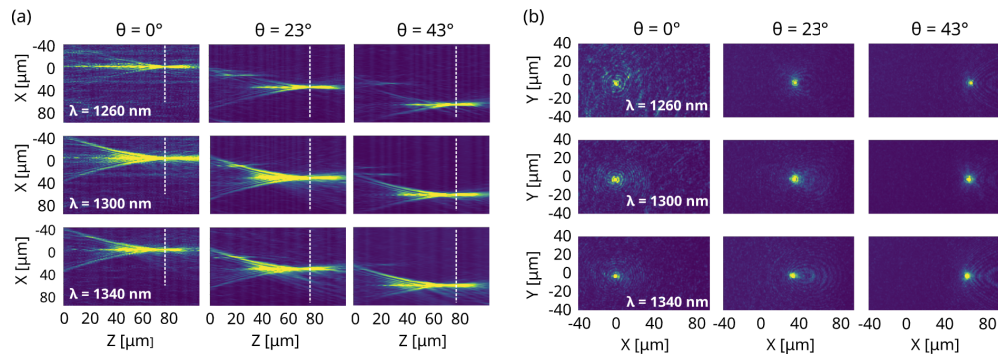 (a)
θ = 0°
θ = 23°
θ = 43°
X [μm]
-40
0
40
80
λ = 1260 nm
X [μm]
-40
0
40
80
λ = 1300 nm
X [μm]
-40
0
40
80
λ = 1340 nm
0 20 40 60 80
0 20 40 60 80
0 20 40 60 80
Z [μm]
Z [μm]
Z [μm]
(b)
θ = 0°
θ = 23°
θ = 43°
Y [μm]
40
20
0
-20
-40
λ = 1260 nm
Y [μm]
40
20
0
-20
-40
λ = 1300 nm
Y [μm]
40
20
0
-20
-40
λ = 1340 nm
-40 0 40 80
-40 0 40 80
-40 0 40 80
X [μm]
X [μm]
X [μm]